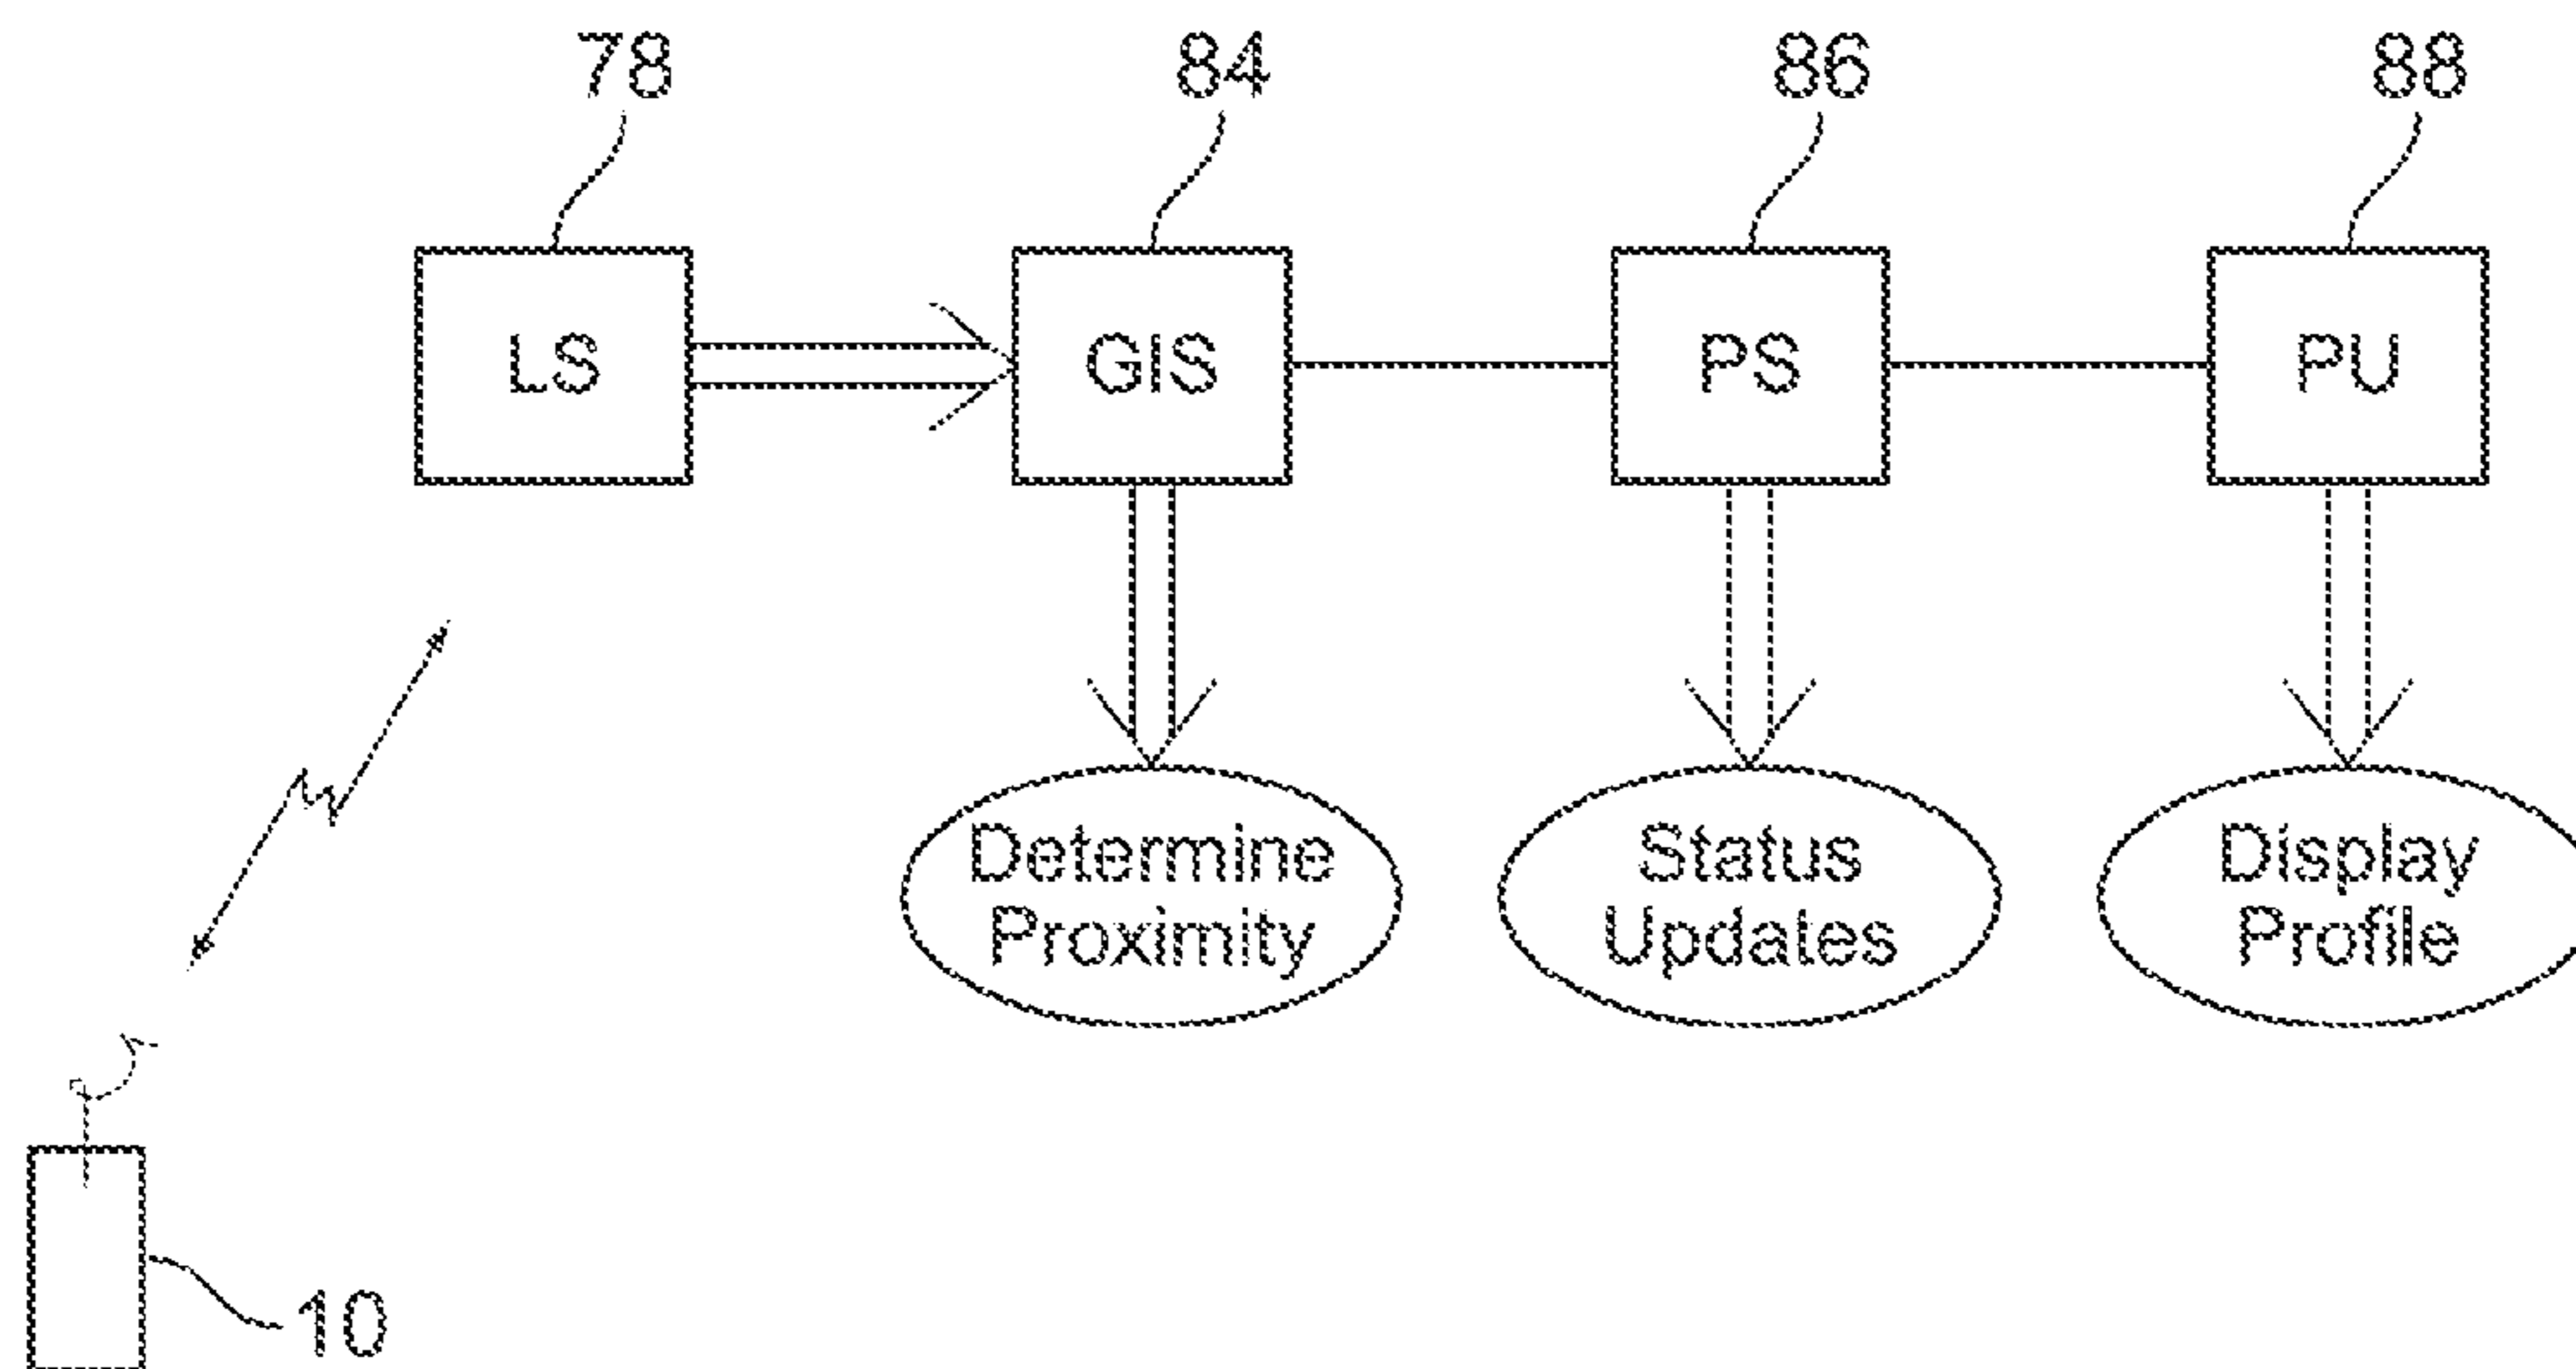 78
84
86
88
LS
GIS
PS
PU
Determine
Proximity
Status
Updates
Display
Profile
10